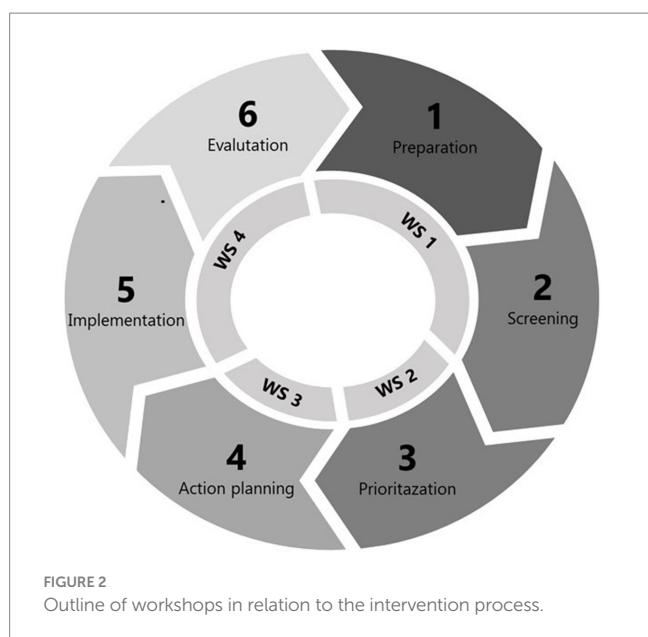 1
Preparation
2
Screening
3
Prioritazation
4
Action planning
5
Implementation
6
Evalutation
WS 1
WS 2
WS 3
WS 4
FIGURE 2
Outline of workshops in relation to the intervention process.